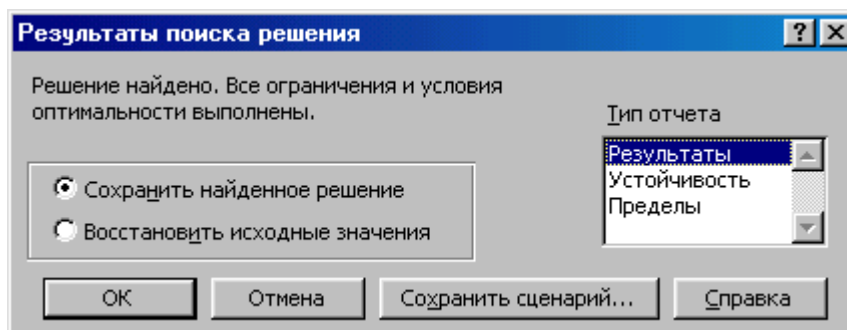 Результаты поиска решения
Решение найдено. Все ограничения и условия
оптимальности выполнены.
Тип отчета
Результаты
Устойчивость
Пределы
Сохранить найденное решение
Восстановить исходные значения
ОК
Отмена
Сохранить сценарий...
Справка